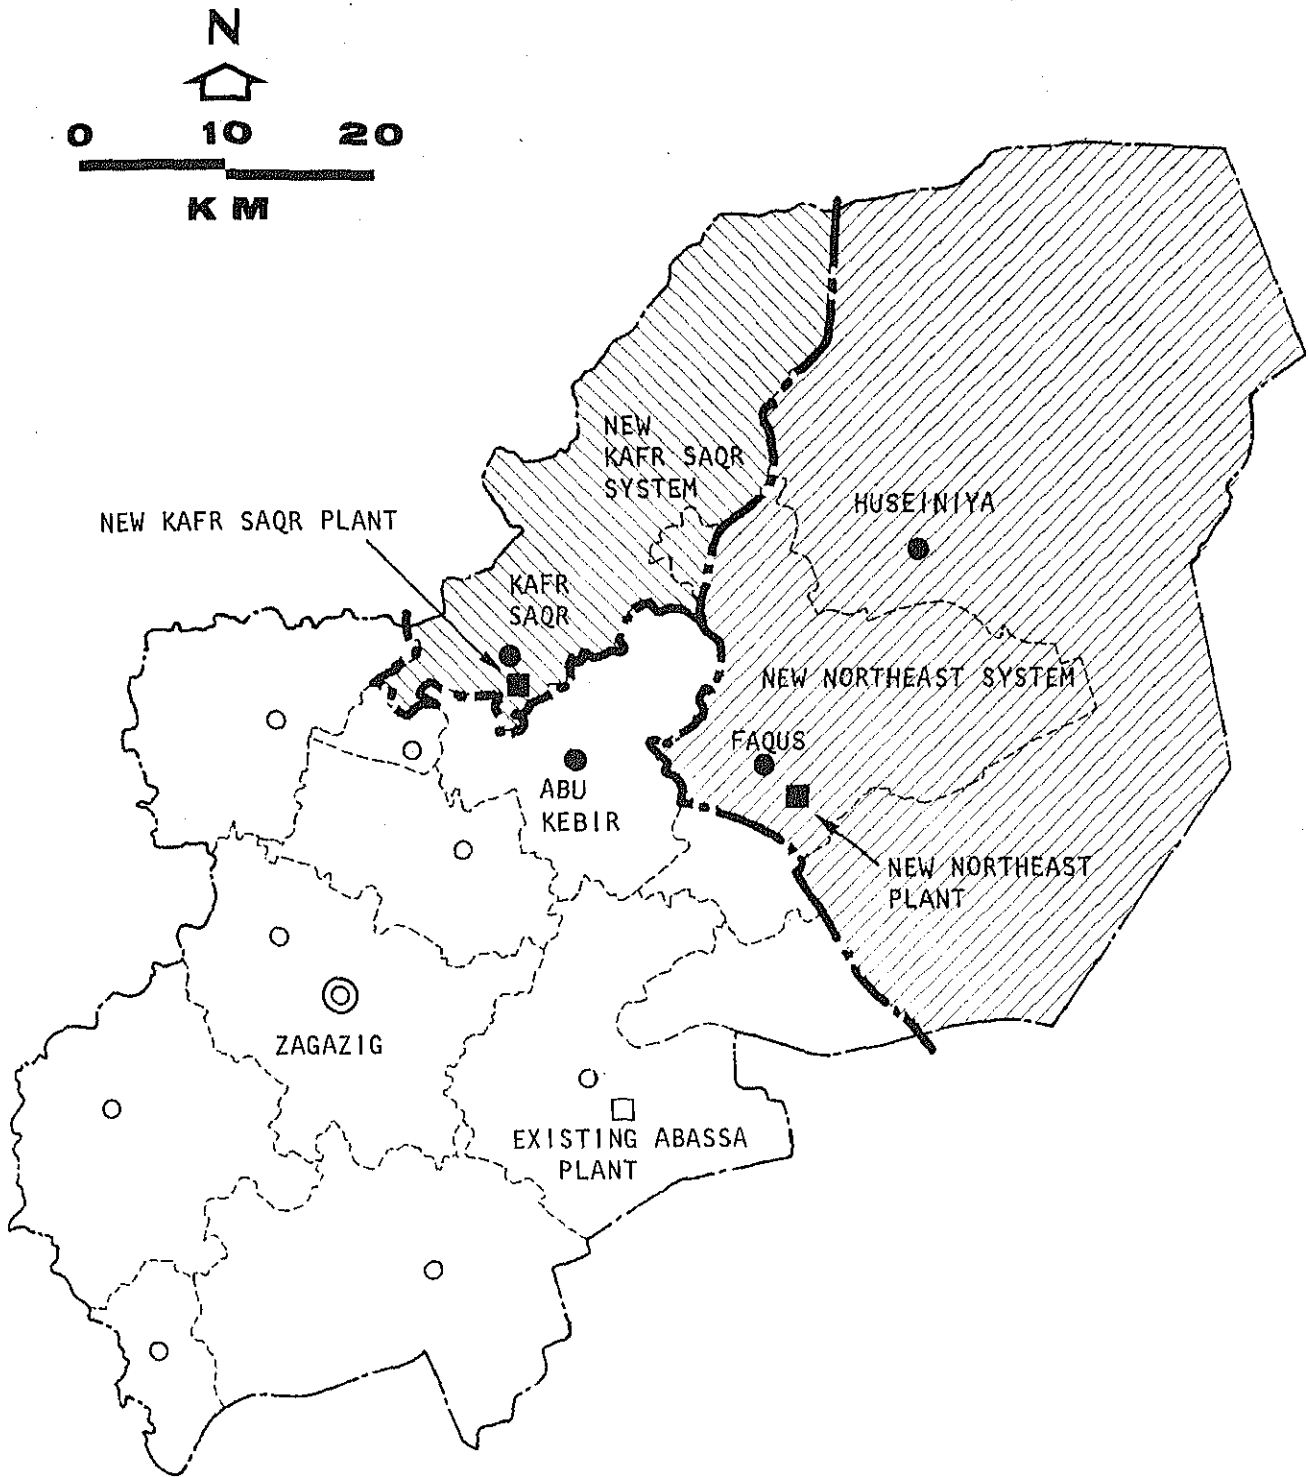 N
0 10 20
KM
NEW
KAFR SAQR
SYSTEM
HUSEINIYA
NEW KAFR SAQR PLANT
KAFR
SAQR
NEW NORTHEAST SYSTEM
FAQUS
ABU
KEBIR
NEW NORTHEAST
PLANT
ZAGAZIG
EXISTING ABASSA
PLANT